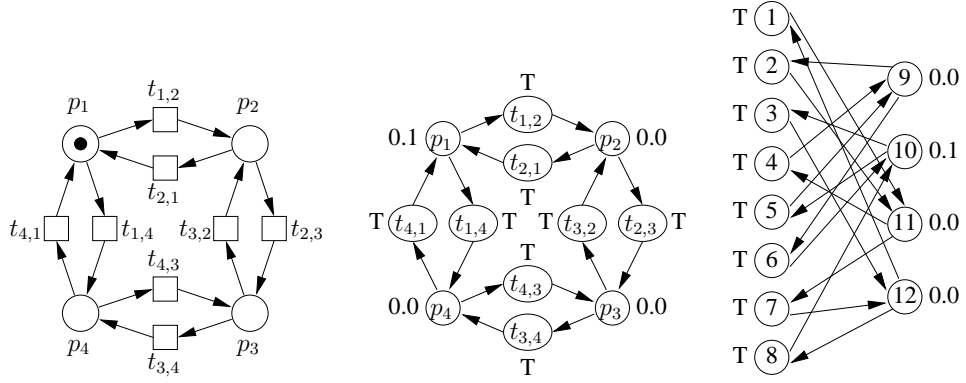 p1
t1,2
p2
t2,1
t4,1
t1,4
t3,2
t2,3
t4,3
p4
t3,4
p3
T
t1,2
0.1 p1
p2 0.0
t2,1
T
T t4,1
t1,4 T
T t3,2
t2,3 T
T
t4,3
0.0 p4
p3 0.0
t3,4
T
T 1
T 2
T 3
T 4
T 5
T 6
T 7
T 8
9 0.0
10 0.1
11 0.0
12 0.0